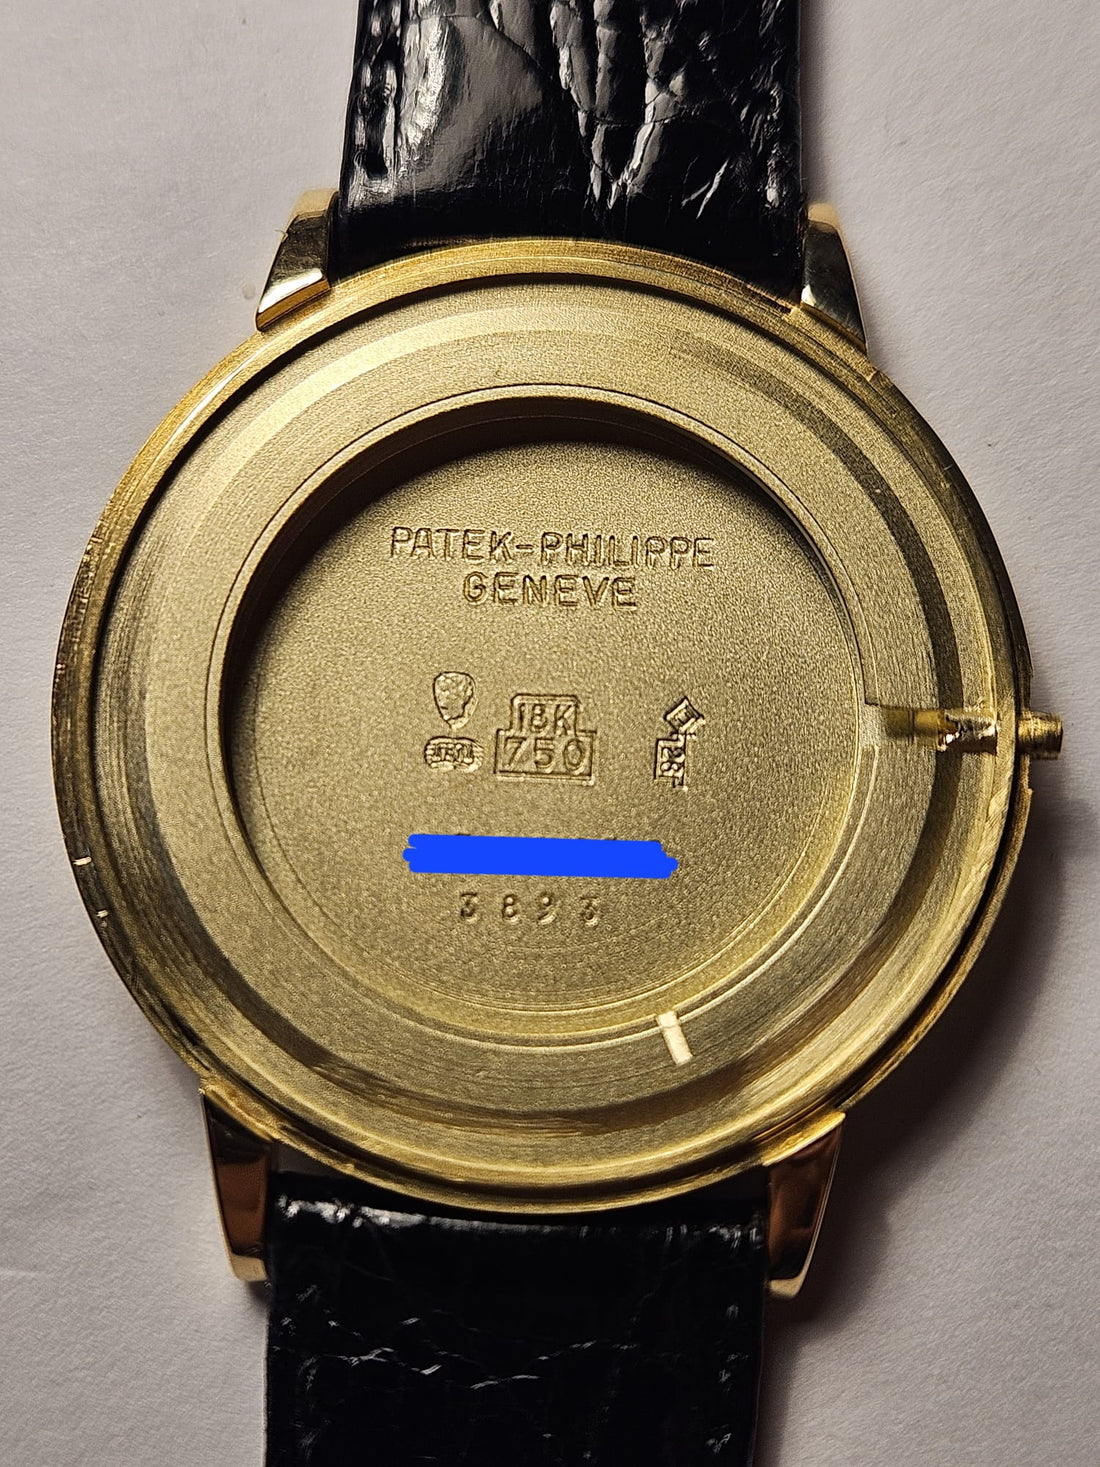 PATEK-PHILIPPE
GENEVE
18K
750
3893